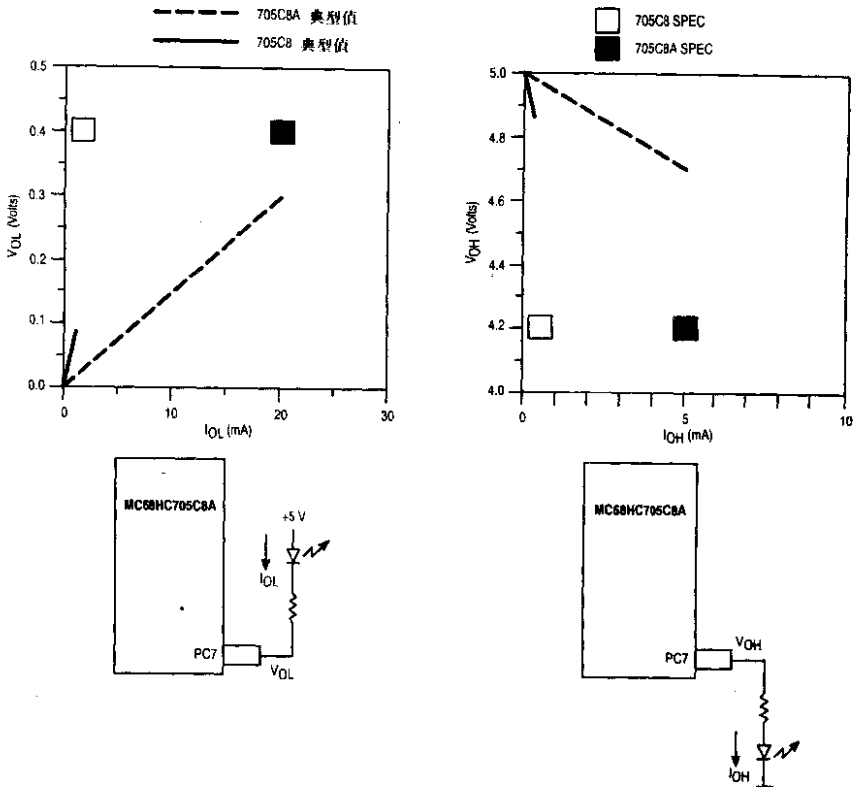 705C8A 典型值
705C8 典型值
705C8 SPEC
705C8A SPEC
0.5
0.4
0.3
0.2
0.1
0.0
VOL (Volts)
0
10
20
30
IOL (mA)
5.0
4.8
4.6
4.4
4.2
4.0
VOH (Volts)
0
5
10
IOH (mA)
MC68HC705C8A
+5 V
IOL
PC7
VOL
MC68HC705C8A
PC7
VOH
IOH